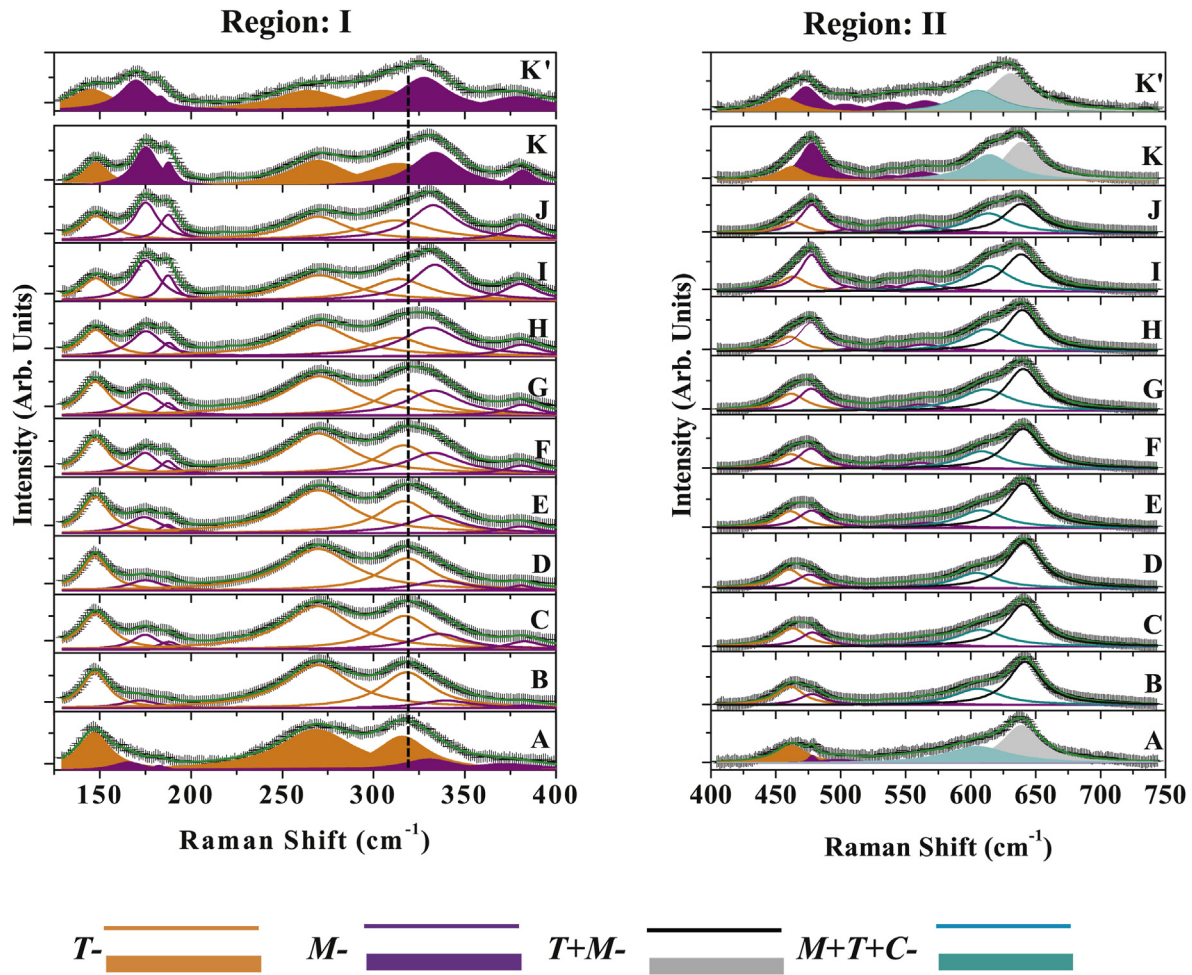 Region: I
Region: II
Intensity (Arb. Units)
K'
K
J
I
H
G
F
E
D
C
B
A
150 200 250 300 350 400
Raman Shift (cm-1)
Intensity (Arb. Units)
K'
K
J
I
H
G
F
E
D
C
B
A
400 450 500 550 600 650 700 750
Raman Shift (cm-1)
T- M- T+M- M+T+C-